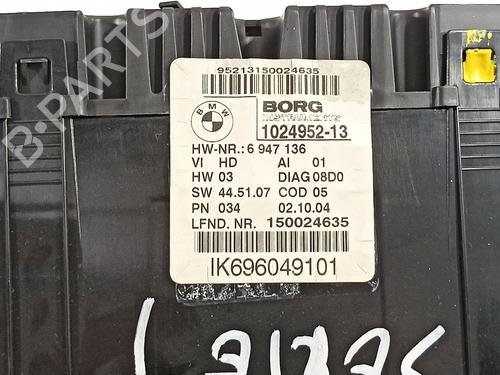 95213150024635
BMW
BORG
INSTRUMENTS
1024952-13
HW-NR.: 6 947 136
VI HD AI 01
HW 03 DIAG 08D0
SW 44.51.07 COD 05
PN 034 02.10.04
LFND. NR. 150024635
IK696049101
B-PARTS